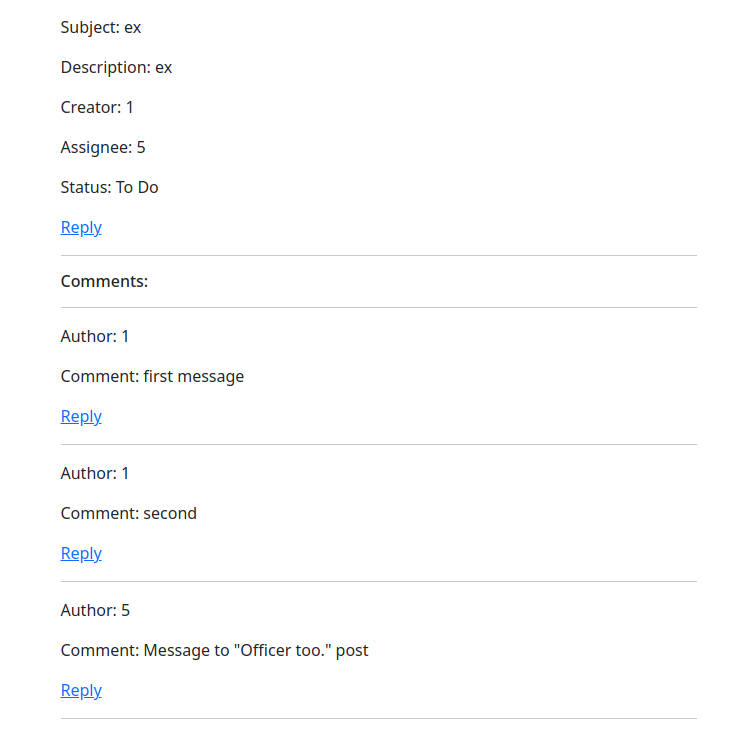 Subject: ex
Description: ex
Creator: 1
Assignee: 5
Status: To Do
Reply
Comments:
Author: 1
Comment: first message
Reply
Author: 1
Comment: second
Reply
Author: 5
Comment: Message to "Officer too." post
Reply